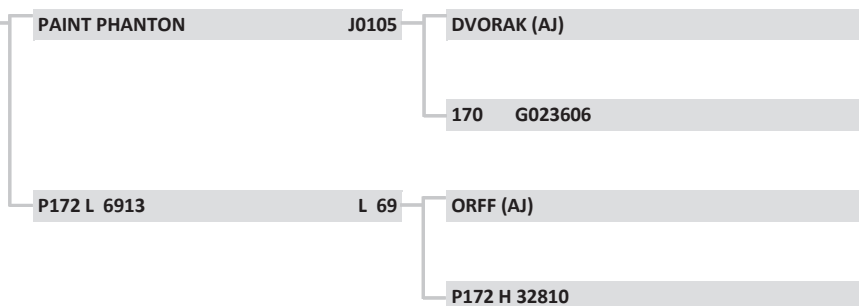 PAINT PHANTON J0105 DVORAK (AJ)
170 G023606
P172 L 6913 L 69 ORFF (AJ)
P172 H 32810